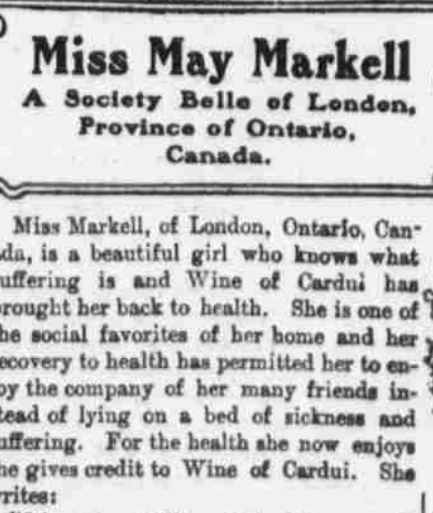 Miss May Markell
A Society Belle of London,
Province of Ontario,
Canada.
Miss Markell, of London, Ontario, Can-
da, is a beautiful girl who knows what
uffering is and Wine of Cardui has
rought her back to health. She is one of
he social favorites of her home and her
ecovery to health has permitted her to en-
oy the company of her many friends in-
tead of lying on a bed of sickness and
uffering. For the health she now enjoys
he gives credit to Wine of Cardui. She
rites: